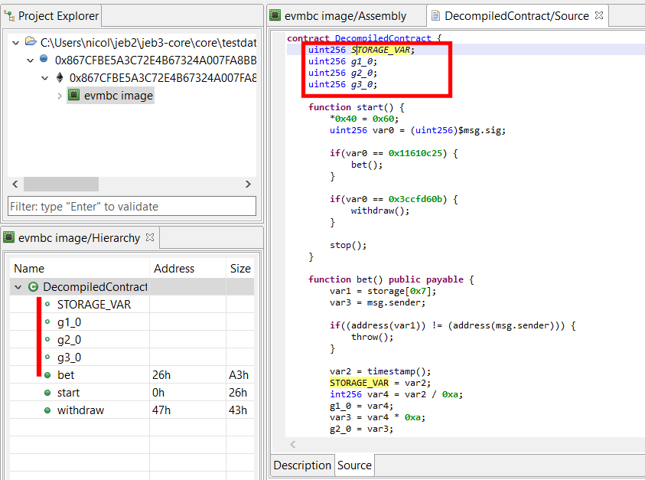 Project Explorer
C:\Users\nicol\jeb2\jeb3-core\core\testdat
0x867CFBE5A3C72E4B67324A007FA8BB
0x867CFBE5A3C72E4B67324A007FA8
evmbc image
Filter: type "Enter" to validate
evmbc image/Hierarchy
Name Address Size
DecompiledContract
STORAGE_VAR
g1_0
g2_0
g3_0
bet 26h A3h
start 0h 26h
withdraw 47h 43h
evmbc image/Assembly DecompiledContract/Source
contract DecompiledContract {
uint256 STORAGE_VAR;
uint256 g1_0;
uint256 g2_0;
uint256 g3_0;
function start() {
*0x40 = 0x60;
uint256 var0 = (uint256)$msg.sig;
if(var0 == 0x11610c25) {
bet();
}
if(var0 == 0x3ccfd60b) {
withdraw();
}
stop();
}
function bet() public payable {
var1 = storage[0x7];
var3 = msg.sender;
if((address(var1)) != (address(msg.sender))) {
throw();
}
var2 = timestamp();
STORAGE_VAR = var2;
int256 var4 = var2 / 0xa;
g1_0 = var4;
var3 = var4 * 0xa;
g2_0 = var3;
Description Source